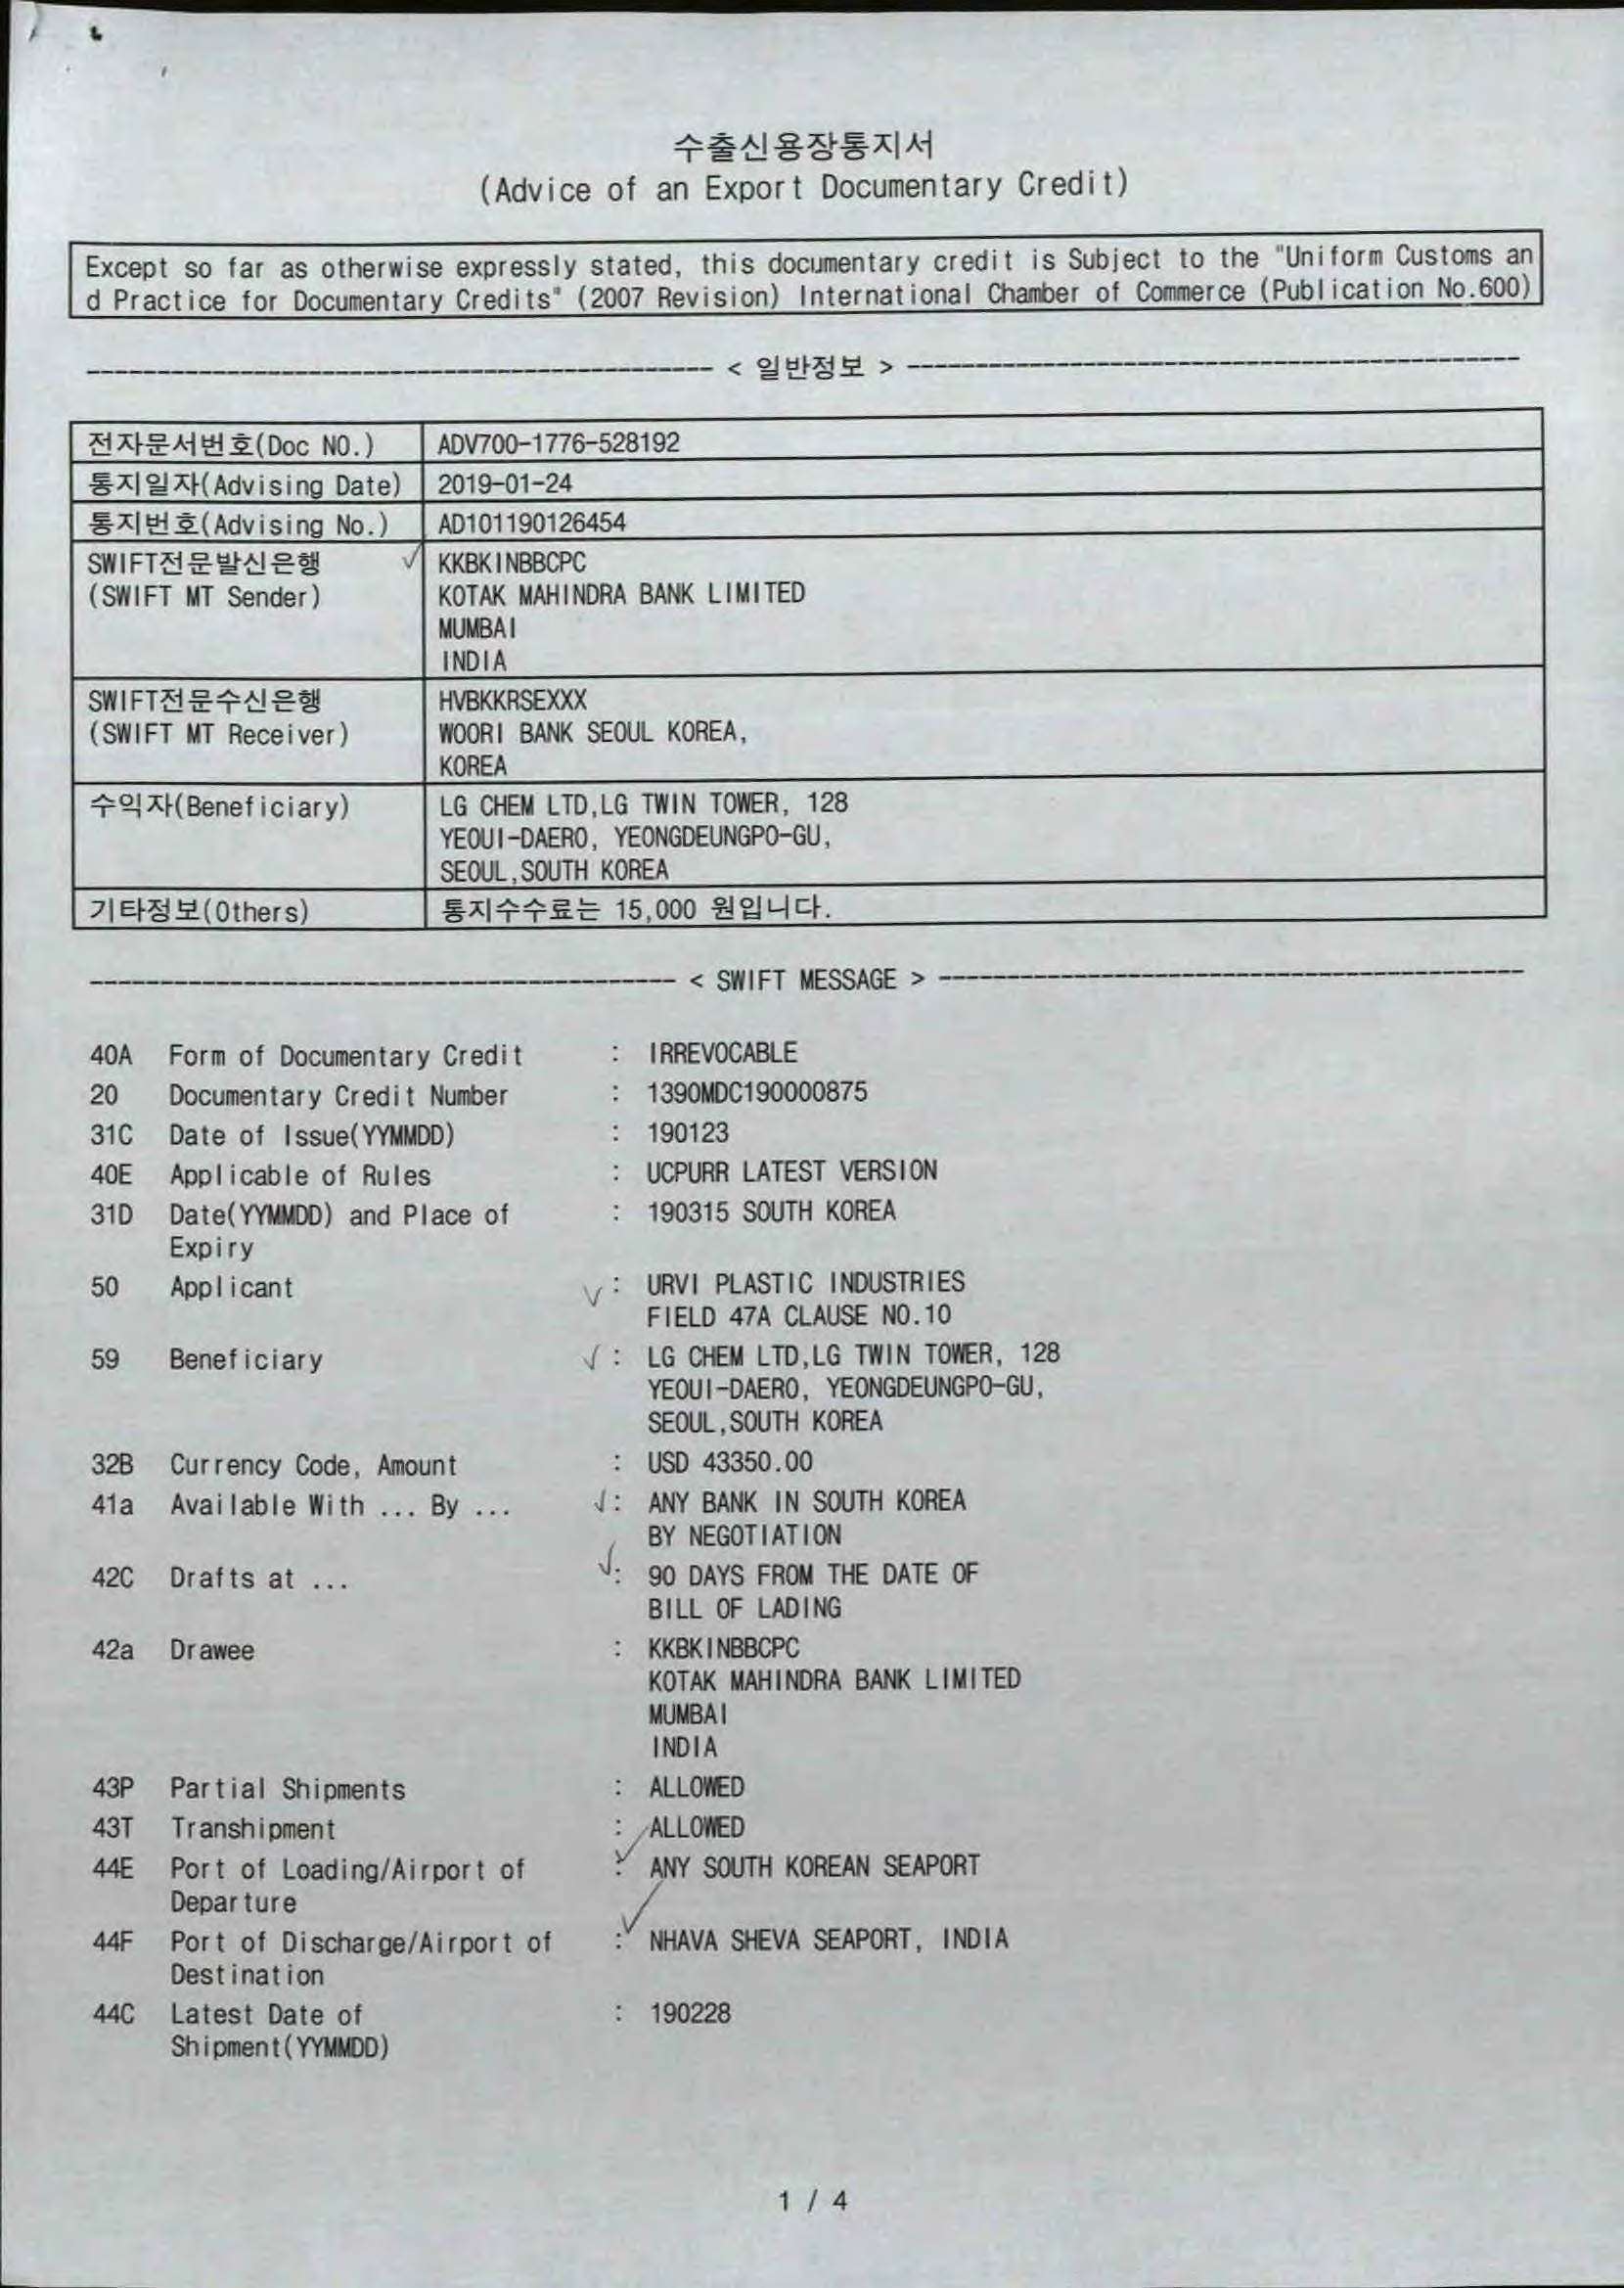 수출신용장통지서
(Advice of an Export Documentary Credit)
Except so far as otherwise expressly stated, this documentary credit is Subject to the "Uniform Customs an
d Practice for Documentary Credits" (2007 Revision) International Chamber of Commerce (Publication No.600)
< 일반정보 >
전자문서번호(Doc NO.) ADV700-1776-528192
통지일자(Advising Date) 2019-01-24
통지번호(Advising No.) AD101190126454
SWIFT전문발신은행 KKBKINBBCPC
(SWIFT MT Sender) KOTAK MAHINDRA BANK LIMITED
MUMBAI
INDIA
SWIFT전문수신은행 HVBKKRSEXXX
(SWIFT MT Receiver) WOORI BANK SEOUL KOREA,
KOREA
수익자(Beneficiary) LG CHEM LTD,LG TWIN TOWER, 128
YEOUI-DAERO, YEONGDEUNGPO-GU,
SEOUL,SOUTH KOREA
기타정보(Others) 통지수수료는 15,000 원입니다.
< SWIFT MESSAGE >
40A Form of Documentary Credit : IRREVOCABLE
20 Documentary Credit Number : 1390MDC190000875
31C Date of Issue(YYMMDD) : 190123
40E Applicable of Rules : UCPURR LATEST VERSION
31D Date(YYMMDD) and Place of : 190315 SOUTH KOREA
Expiry
50 Applicant : URVI PLASTIC INDUSTRIES
FIELD 47A CLAUSE NO.10
59 Beneficiary : LG CHEM LTD,LG TWIN TOWER, 128
YEOUI-DAERO, YEONGDEUNGPO-GU,
SEOUL,SOUTH KOREA
32B Currency Code, Amount : USD 43350.00
41a Available With ... By ... : ANY BANK IN SOUTH KOREA
BY NEGOTIATION
42C Drafts at ... : 90 DAYS FROM THE DATE OF
BILL OF LADING
42a Drawee : KKBKINBBCPC
KOTAK MAHINDRA BANK LIMITED
MUMBAI
INDIA
43P Partial Shipments : ALLOWED
43T Transhipment : ALLOWED
44E Port of Loading/Airport of : ANY SOUTH KOREAN SEAPORT
Departure
44F Port of Discharge/Airport of : NHAVA SHEVA SEAPORT, INDIA
Destination
44C Latest Date of : 190228
Shipment(YYMMDD)
1 / 4